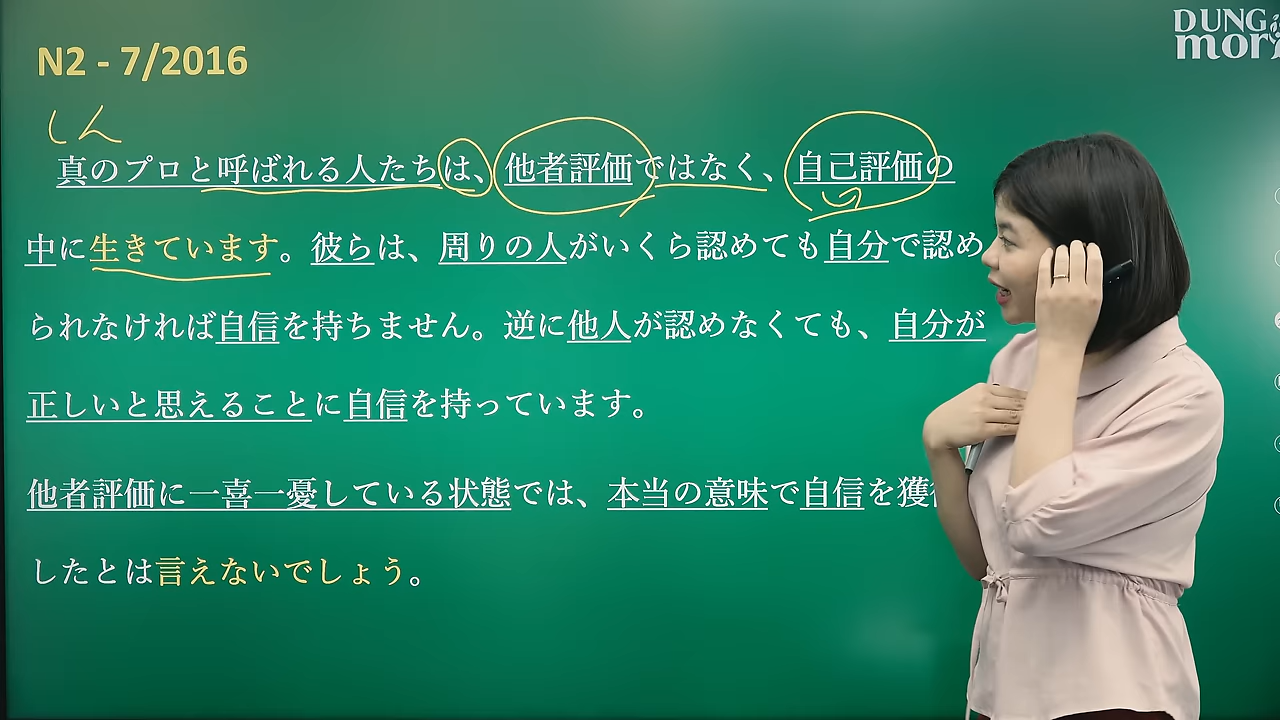 N2 - 7/2016
DUNG
mori
しん
真のプロと呼ばれる人たちは、他者評価ではなく、自己評価の
中に生きています。彼らは、周りの人がいくら認めても自分で認め
られなければ自信を持ちません。逆に他人が認めなくても、自分が
正しいと思えることに自信を持っています。
他者評価に一喜一憂している状態では、本当の意味で自信を獲
したとは言えないでしょう。